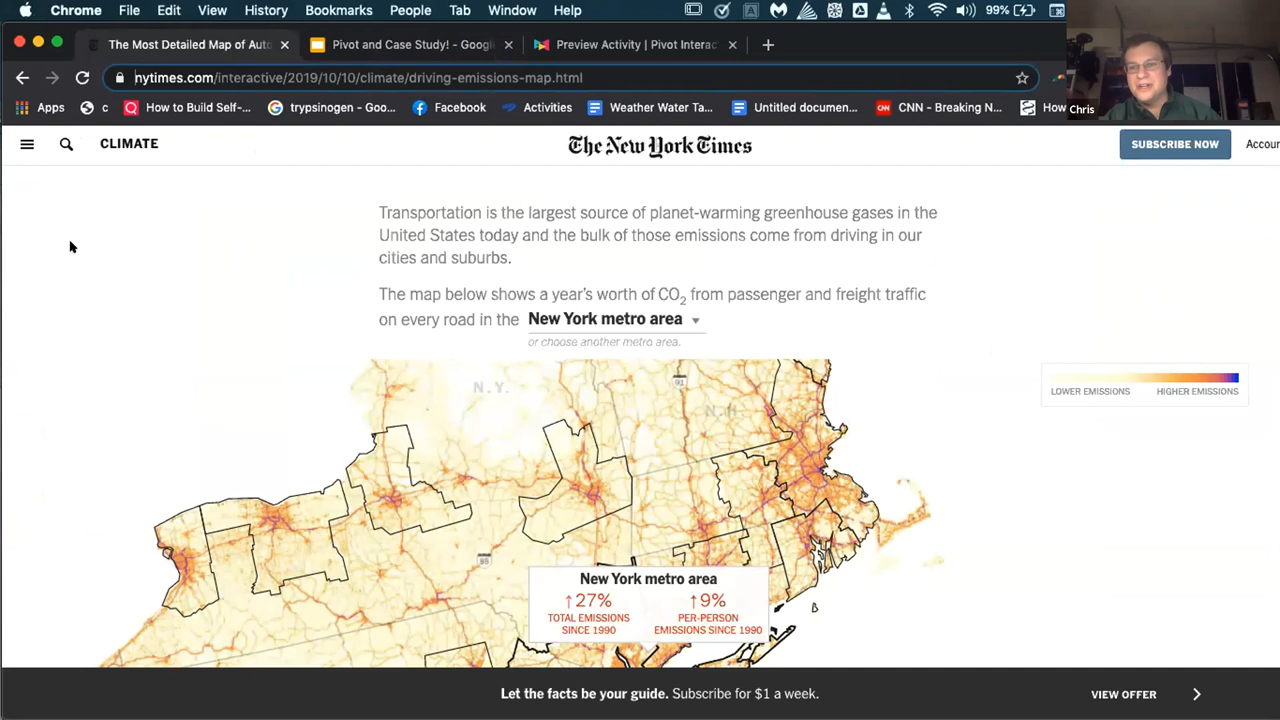 Chrome File Edit View History Bookmarks People Tab Window Help 99%
The Most Detailed Map of Auto Pivot and Case Study! - Google Preview Activity | Pivot Interac
nytimes.com/interactive/2019/10/10/climate/driving-emissions-map.html
Chris
Apps c How to Build Self-... trypsinogen - Goo... Facebook Activities Weather Water Ta... Untitled documen... CNN - Breaking N... How
CLIMATE The New York Times SUBSCRIBE NOW Accoun
Transportation is the largest source of planet-warming greenhouse gases in the
United States today and the bulk of those emissions come from driving in our
cities and suburbs.
The map below shows a year’s worth of CO2 from passenger and freight traffic
on every road in the New York metro area
or choose another metro area.
LOWER EMISSIONS HIGHER EMISSIONS
N.Y.
91
N.H.
88
New York metro area
↑27% ↑9%
TOTAL EMISSIONS PER-PERSON
SINCE 1990 EMISSIONS SINCE 1990
Let the facts be your guide. Subscribe for $1 a week. VIEW OFFER